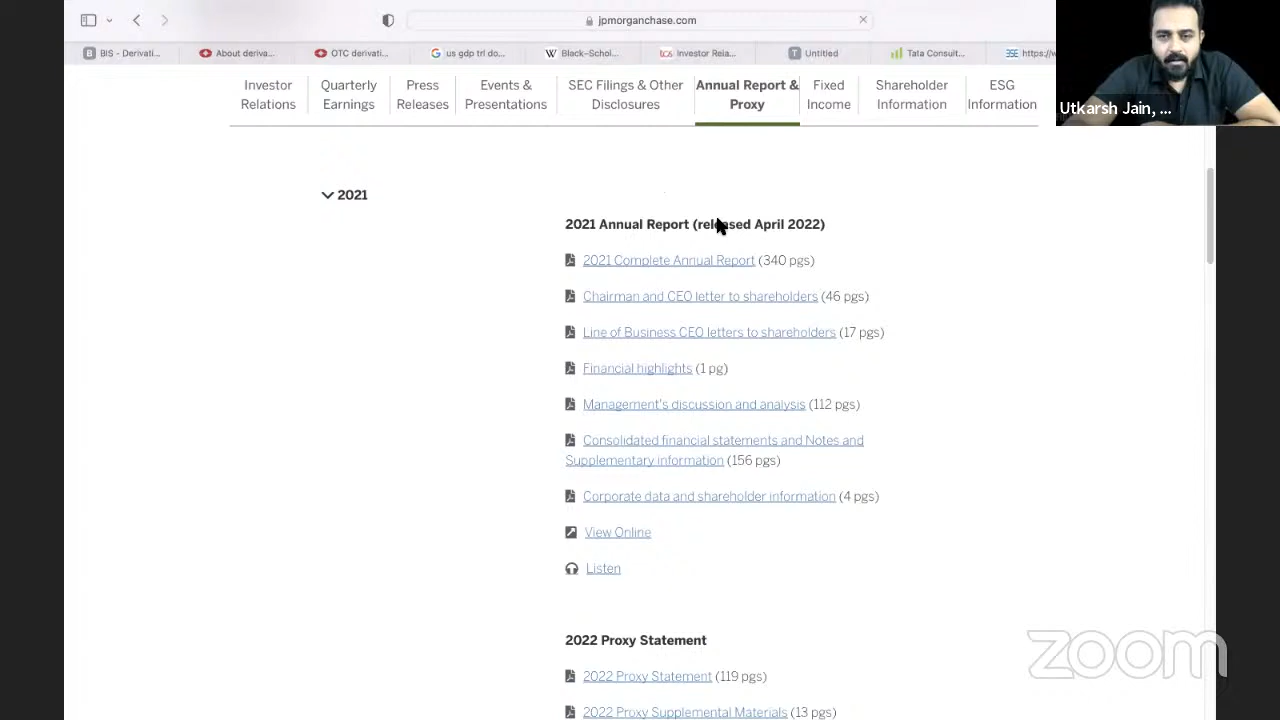 jpmorganchase.com
BIS - Derivati...
About deriva...
OTC derivati...
us gdp trl do...
Black–Schol...
Investor Rela...
Untitled
Tata Consult...
https://w
Utkarsh Jain, ...
Investor
Relations
Quarterly
Earnings
Press
Releases
Events &
Presentations
SEC Filings & Other
Disclosures
Annual Report &
Proxy
Fixed
Income
Shareholder
Information
ESG
Information
2021
2021 Annual Report (released April 2022)
2021 Complete Annual Report (340 pgs)
Chairman and CEO letter to shareholders (46 pgs)
Line of Business CEO letters to shareholders (17 pgs)
Financial highlights (1 pg)
Management's discussion and analysis (112 pgs)
Consolidated financial statements and Notes and
Supplementary information (156 pgs)
Corporate data and shareholder information (4 pgs)
View Online
Listen
2022 Proxy Statement
2022 Proxy Statement (119 pgs)
2022 Proxy Supplemental Materials (13 pgs)
zoom